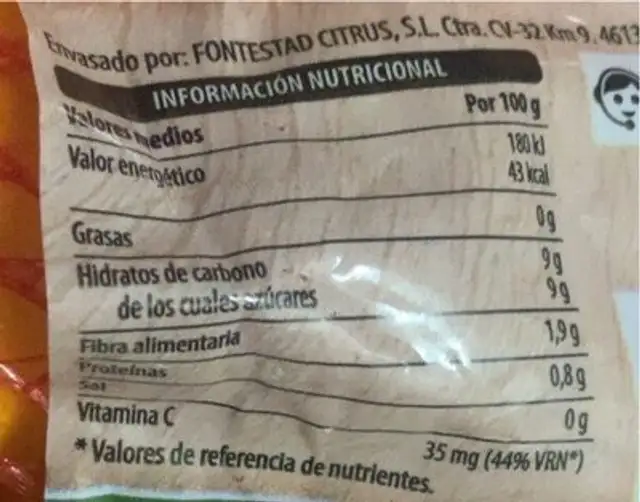 Envasado por: FONTESTAD CITRUS, S.L. Ctra. CV-32 Km 9. 4613
INFORMACIÓN NUTRICIONAL
Valores medios Por 100 g
Valor energético 180 kJ
43 kcal
Grasas 0 g
Hidratos de carbono 9 g
de los cuales azúcares 9 g
Fibra alimentaria 1,9 g
Proteínas 0,8 g
Sal 0 g
Vitamina C 35 mg (44% VRN*)
* Valores de referencia de nutrientes.